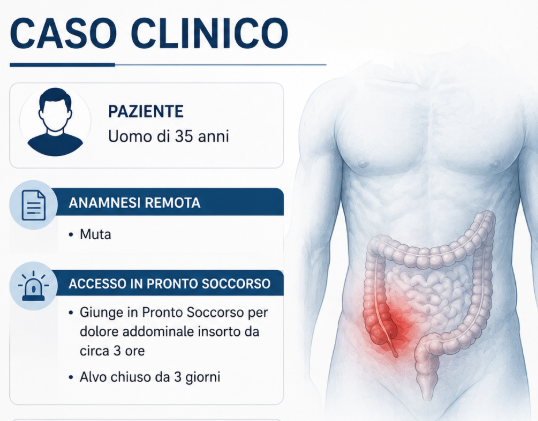 CASO CLINICO
PAZIENTE
Uomo di 35 anni
ANAMNESI REMOTA
• Muta
ACCESSO IN PRONTO SOCCORSO
• Giunge in Pronto Soccorso per
dolore addominale insorto da
circa 3 ore
• Alvo chiuso da 3 giorni